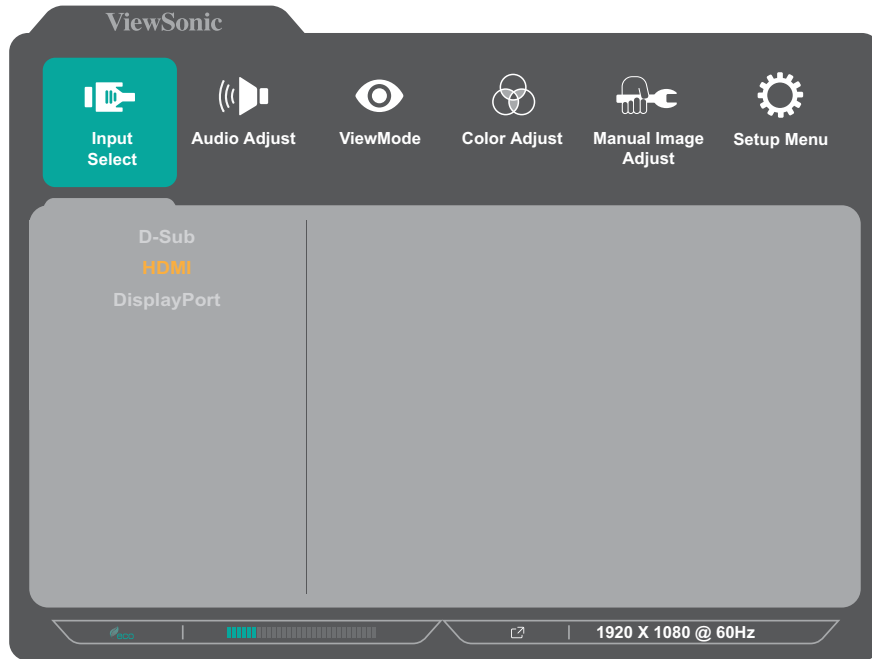 ViewSonic
Input
Select
Audio Adjust
ViewMode
Color Adjust
Manual Image
Adjust
Setup Menu
D-Sub
HDMI
DisplayPort
eco
1920 X 1080 @ 60Hz